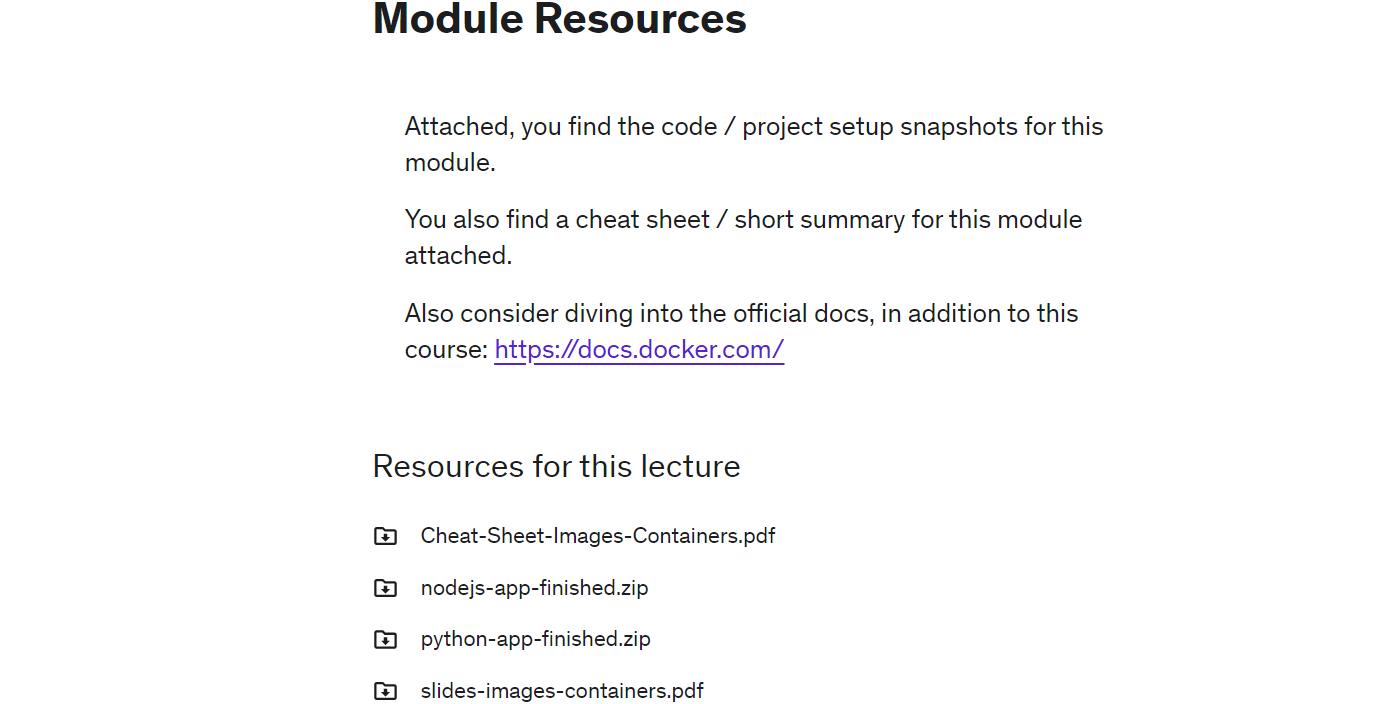 Module Resources
Attached, you find the code / project setup snapshots for this
module.
You also find a cheat sheet / short summary for this module
attached.
Also consider diving into the official docs, in addition to this
course: https://docs.docker.com/
Resources for this lecture
Cheat-Sheet-Images-Containers.pdf
nodejs-app-finished.zip
python-app-finished.zip
slides-images-containers.pdf